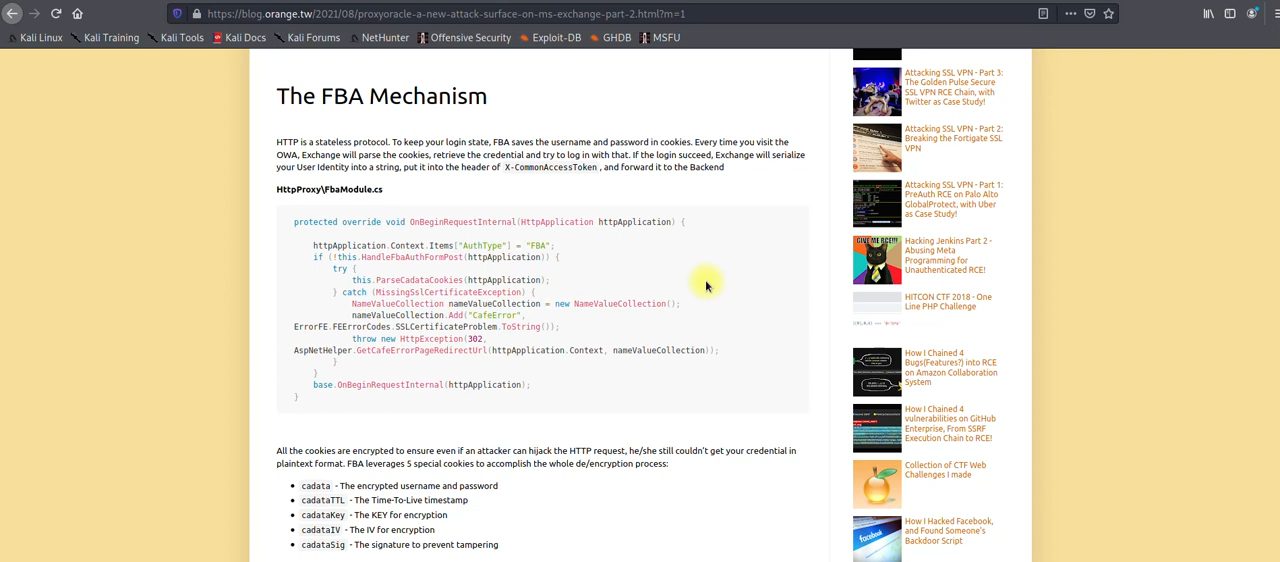 https://blog.orange.tw/2021/08/proxyoracle-a-new-attack-surface-on-ms-exchange-part-2.html?m=1
Kali Linux Kali Training Kali Tools Kali Docs Kali Forums NetHunter Offensive Security Exploit-DB GHDB MSFU
The FBA Mechanism
HTTP is a stateless protocol. To keep your login state, FBA saves the username and password in cookies. Every time you visit the
OWA, Exchange will parse the cookies, retrieve the credential and try to log in with that. If the login succeed, Exchange will serialize
your User Identity into a string, put it into the header of X-CommonAccessToken, and forward it to the Backend
HttpProxy\FbaModule.cs
protected override void OnBeginRequestInternal(HttpApplication httpApplication) {
httpApplication.Context.Items["AuthType"] = "FBA";
if (!this.HandleFbaAuthFormPost(httpApplication)) {
try {
this.ParseCadataCookies(httpApplication);
} catch (MissingSslCertificateException) {
NameValueCollection nameValueCollection = new NameValueCollection();
nameValueCollection.Add("CafeError",
ErrorFE.FEErrorCodes.SSLCertificateProblem.ToString());
throw new HttpException(302,
AspNetHelper.GetCafeErrorPageRedirectUrl(httpApplication.Context, nameValueCollection));
}
}
base.OnBeginRequestInternal(httpApplication);
}
All the cookies are encrypted to ensure even if an attacker can hijack the HTTP request, he/she still couldn't get your credential in
plaintext format. FBA leverages 5 special cookies to accomplish the whole de/encryption process:
cadata - The encrypted username and password
cadataTTL - The Time-To-Live timestamp
cadataKey - The KEY for encryption
cadataIV - The IV for encryption
cadataSig - The signature to prevent tampering
Attacking SSL VPN - Part 3:
The Golden Pulse Secure
SSL VPN RCE Chain, with
Twitter as Case Study!
Attacking SSL VPN - Part 2:
Breaking the Fortigate SSL
VPN
Attacking SSL VPN - Part 1:
PreAuth RCE on Palo Alto
GlobalProtect, with Uber
as Case Study!
GIVE ME RCE!!!
Hacking Jenkins Part 2 -
Abusing Meta
Programming for
Unauthenticated RCE!
HITCON CTF 2018 - One
Line PHP Challenge
How I Chained 4
Bugs(Features?) into RCE
on Amazon Collaboration
System
How I Chained 4
vulnerabilities on GitHub
Enterprise, From SSRF
Execution Chain to RCE!
Collection of CTF Web
Challenges I made
facebook
How I Hacked Facebook,
and Found Someone's
Backdoor Script